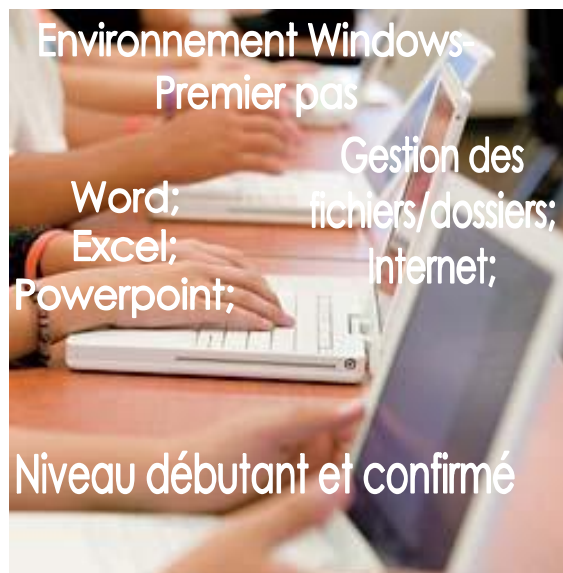 Environnement Windows-
Premier pas
Word;
Excel;
Powerpoint;
Gestion des
fichiers/dossiers;
Internet;
Niveau débutant et confirmé